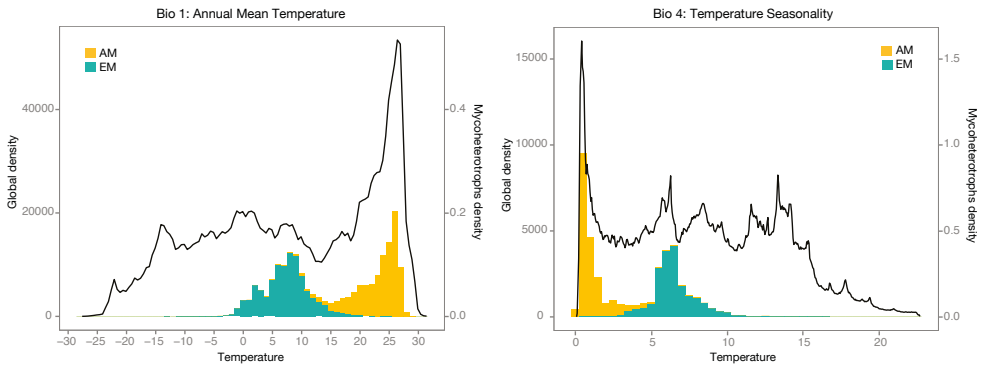 Bio 1: Annual Mean Temperature
AM
EM
40000
20000
0
0.4
0.2
0.0
Global density
Mycoheterotrophs density
−30 −25 −20 −15 −10 −5 0 5 10 15 20 25 30
Temperature
Bio 4: Temperature Seasonality
AM
EM
15000
10000
5000
0
1.5
1.0
0.5
0.0
Global density
Mycoheterotrophs density
0 5 10 15 20
Temperature